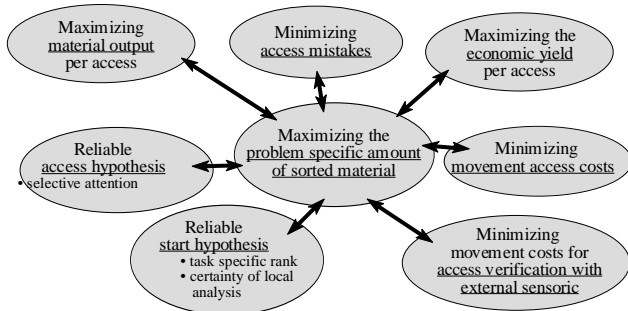 Maximizing
material output
per access
Minimizing
access mistakes
Maximizing the
economic yield
per access
Reliable
access hypothesis
• selective attention
Maximizing the
problem specific amount
of sorted material
Minimizing
movement access costs
Reliable
start hypothesis
• task specific rank
• certainty of local
analysis
Minimizing
movement costs for
access verification with
external sensoric